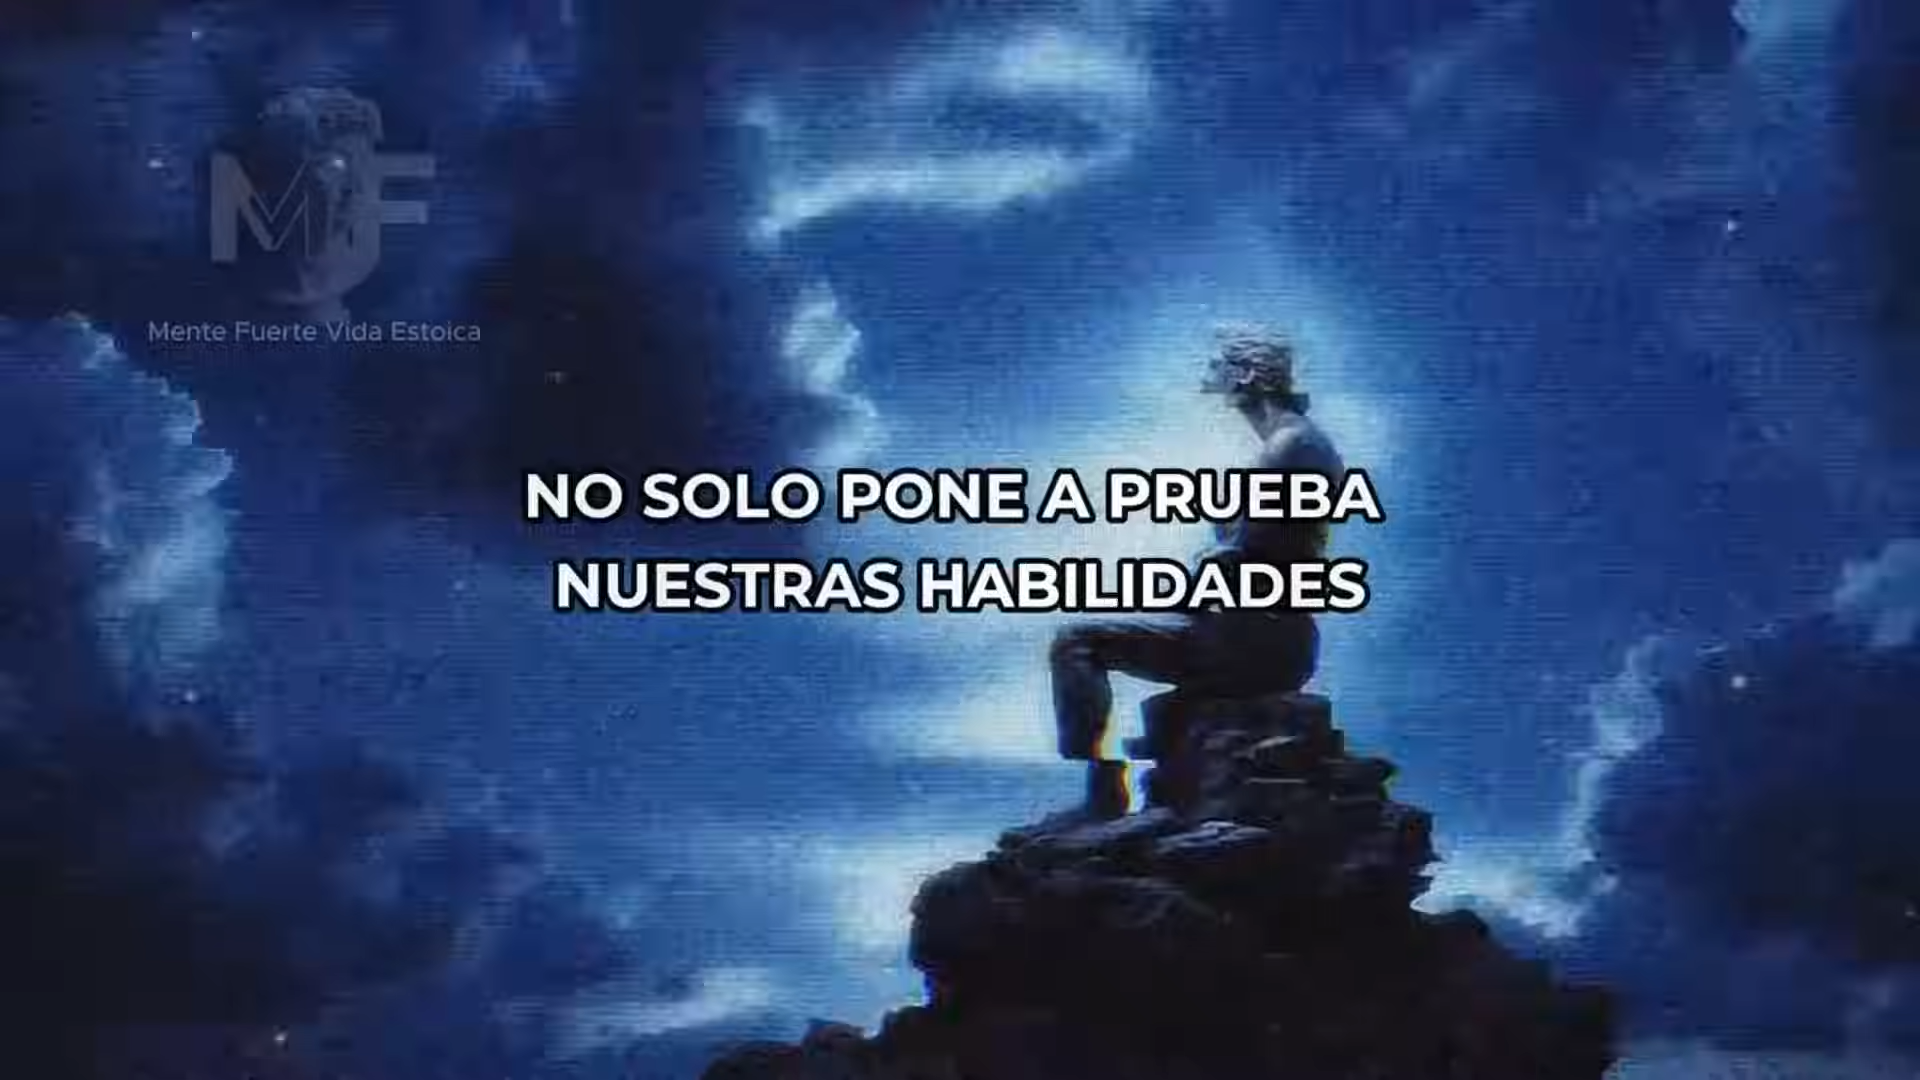 MF
Mente Fuerte Vida Estoica
NO SOLO PONE A PRUEBA
NUESTRAS HABILIDADES